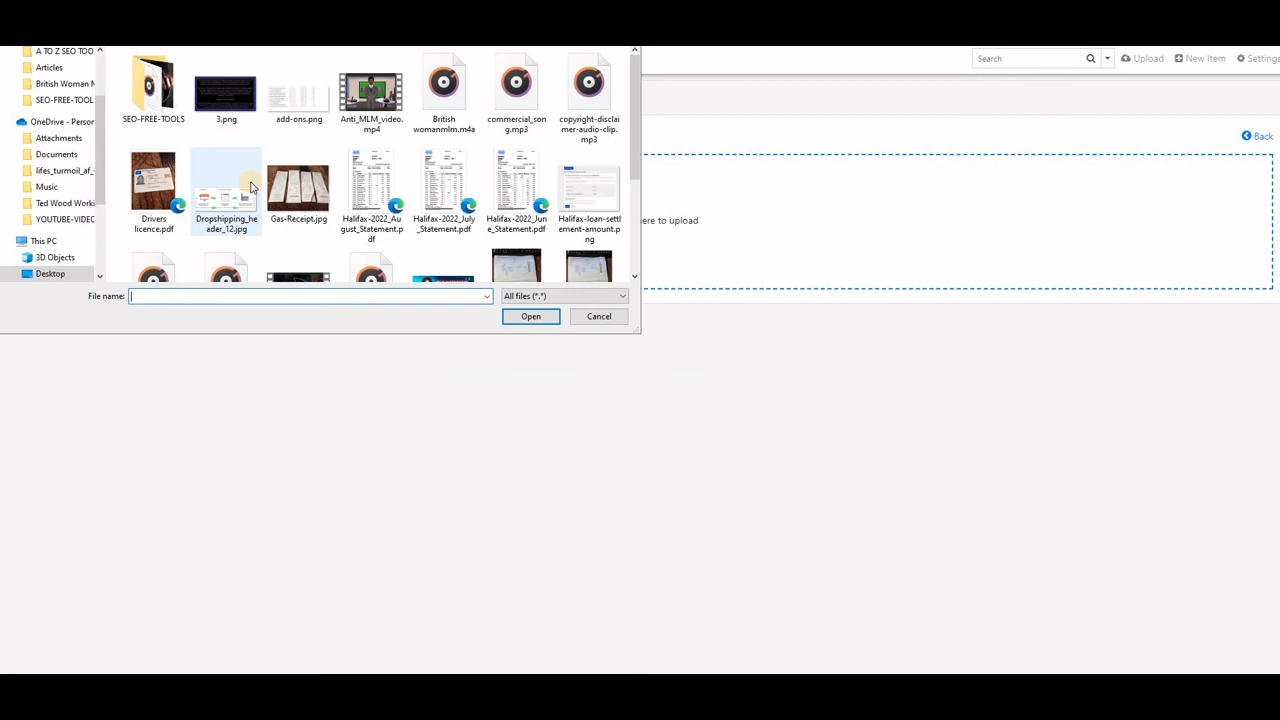 A TO Z SEO TOO
Articles
British Woman M
SEO-FREE-TOOL
OneDrive - Person
Attachments
Documents
lifes_turmoil_af_
Music
Ted Wood Works
YOUTUBE-VIDEO
This PC
3D Objects
Desktop
SEO-FREE-TOOLS
3.png
add-ons.png
Anti_MLM_video.
mp4
British
womanmlm.m4a
commercial_son
g.mp3
copyright-disclai
mer-audio-clip.
mp3
Drivers
licence.pdf
Dropshipping_he
ader_12.jpg
Gas-Receipt.jpg
Halifax-2022_Au
gust_Statement.p
df
Halifax-2022_July
_Statement.pdf
Halifax-2022_Jun
e_Statement.pdf
Halifax-loan-settl
ement-amount.p
ng
File name:
All files (*.*)
Open
Cancel
Search
Upload
New Item
Settings
Back
here to upload